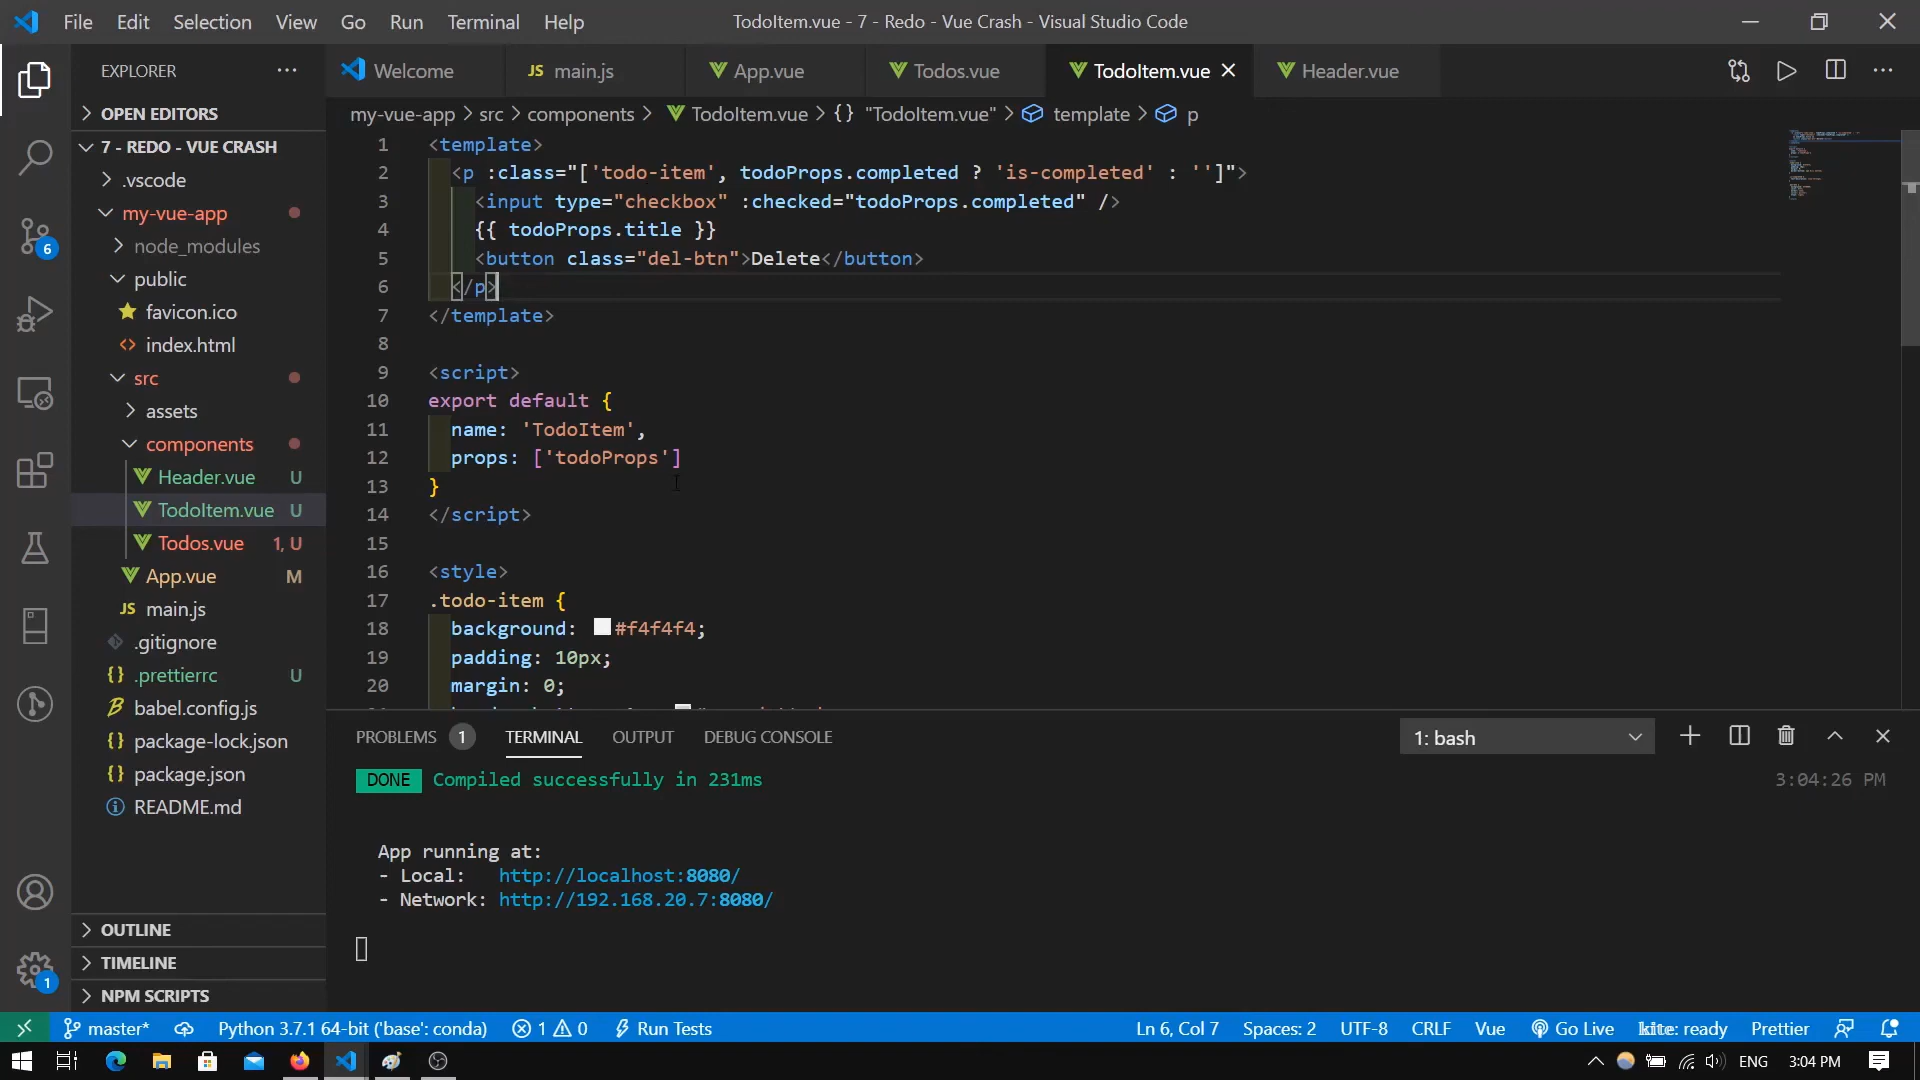 File Edit Selection View Go Run Terminal Help
TodoItem.vue - 7 - Redo - Vue Crash - Visual Studio Code
EXPLORER
OPEN EDITORS
7 - REDO - VUE CRASH
.vscode
my-vue-app
node_modules
public
favicon.ico
index.html
src
assets
components
Header.vue U
TodoItem.vue U
Todos.vue 1, U
App.vue M
main.js
.gitignore
.prettierrc U
babel.config.js
package-lock.json
package.json
README.md
OUTLINE
TIMELINE
NPM SCRIPTS
6
1
Welcome
JS main.js
App.vue
Todos.vue
TodoItem.vue
Header.vue
my-vue-app > src > components > TodoItem.vue > {} "TodoItem.vue" > template > p
1 <template>
2 <p :class="['todo-item', todoProps.completed ? 'is-completed' : '']">
3 <input type="checkbox" :checked="todoProps.completed" />
4 {{ todoProps.title }}
5 <button class="del-btn">Delete</button>
6 </p>
7 </template>
8
9 <script>
10 export default {
11 name: 'TodoItem',
12 props: ['todoProps']
13 }
14 </script>
15
16 <style>
17 .todo-item {
18 background: #f4f4f4;
19 padding: 10px;
20 margin: 0;
PROBLEMS 1 TERMINAL OUTPUT DEBUG CONSOLE
1: bash
DONE Compiled successfully in 231ms 3:04:26 PM
App running at:
- Local: http://localhost:8080/
- Network: http://192.168.20.7:8080/
master* Python 3.7.1 64-bit ('base': conda) 1 0 Run Tests
Ln 6, Col 7 Spaces: 2 UTF-8 CRLF Vue Go Live kite: ready Prettier
ENG 3:04 PM